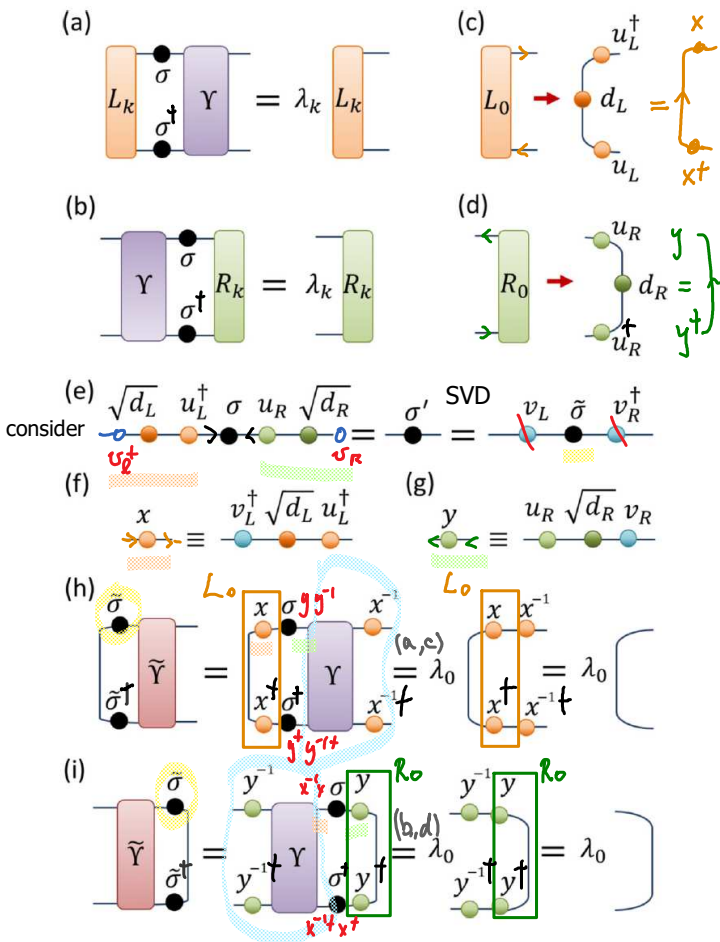 (a) σ L_k σ† Υ = λ_k L_k
(c) L_0 u_L† d_L u_L = x x†
(b) Υ σ σ† R_k = λ_k R_k
(d) R_0 u_R d_R u_R† = y y†
(e) √d_L u_L† σ u_R √d_R σ' SVD v_L σ̃ v_R†
consider = =
v_l† v_R
(f) x ≡ v_L† √d_L u_L†
(g) y ≡ u_R √d_R v_R
(h) σ̃ L_0 x σ y y⁻¹ x⁻¹ L_0 x x⁻¹
Υ̃ = Υ = (a,c) λ_0 = λ_0
σ̃† x† σ† x⁻¹† x† x⁻¹†
y† y⁻¹†
(i) σ̃ y⁻¹ x⁻¹x σ y R_0 y⁻¹ y R_0
Υ̃ = Υ = (b,d) λ_0 = λ_0
σ̃† y⁻¹† σ† y† y⁻¹† y†
x⁻¹† x†